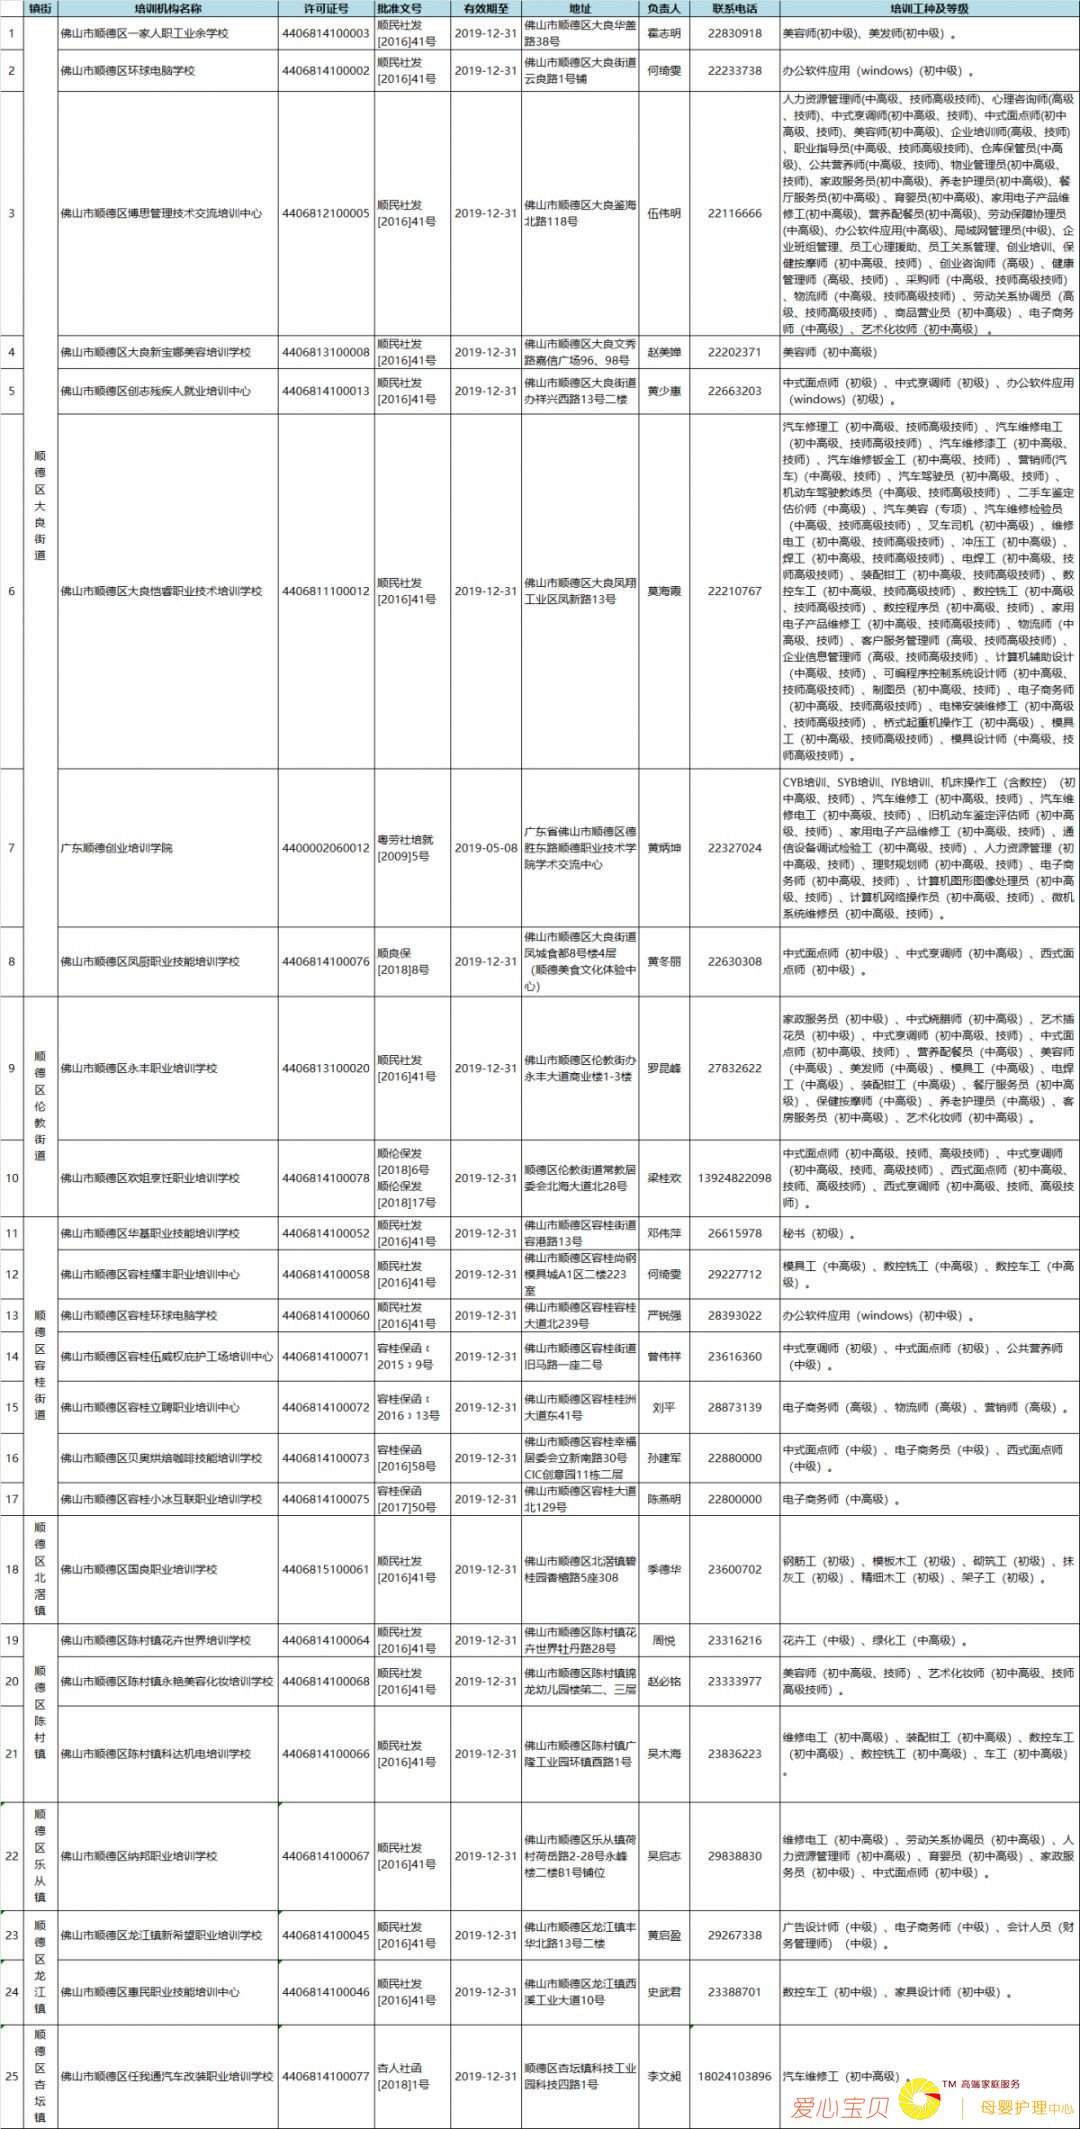 镇街 培训机构名称 许可证号 批准文号 有效期至 地址 负责人 联系电话 培训工种及等级
顺德区大良街道
1 佛山市顺德区一家人职工业余学校 4406814100003 顺民社发[2016]41号 2019-12-31 佛山市顺德区大良华盖路38号 霍志明 22830918 美容师(初中级)、美发师(初中级) 。
2 佛山市顺德区环球电脑学校 4406814100002 顺民社发[2016]41号 2019-12-31 佛山市顺德区大良街道云良路1号铺 何绮雯 22233738 办公软件应用（windows）(初中级）。
3 佛山市顺德区博思管理技术交流培训中心 4406812100005 顺民社发[2016]41号 2019-12-31 佛山市顺德区大良鉴海北路118号 伍伟明 22116666
人力资源管理师(中高级、技师高级技师)、心理咨询师(高级
、技师)、中式烹调师(初中高级、技师)、中式面点师(初中
高级、技师)、美容师(初中高级)、企业培训师(高级、技师)
、职业指导员(中高级、技师高级技师)、仓库保管员(中高
级)、公共营养师(中高级、技师)、物业管理员(初中高级、
技师)、家政服务员(初中高级)、养老护理员(初中高级)、餐
厅服务员(初中高级) 、育婴员(初中高级)、家用电子产品维
修工(初中高级)、营养配餐员(初中高级)、劳动保障协理员
(中高级)、办公软件应用(中高级)、局域网管理员(中级)、企
业班组管理、员工心理援助、员工关系管理、创业培训、保
健按摩师（初中高级、技师）、创业咨询师（高级）、健康
管理师（高级、技师）、采购师（中高级、技师高级技师）
、物流师（中高级、技师高级技师）、劳动关系协调员（高
级、技师高级技师）、商品营业员（初中高级）、电子商务
师（中高级）、艺术化妆师（初中高级）。
4 佛山市顺德区大良新宝娜美容培训学校 4406813100008 顺民社发[2016]41号 2019-12-31 佛山市顺德区大良文秀路嘉信广场96、98号 赵美婵 22202371 美容师（初中高级）
5 佛山市顺德区创志残疾人就业培训中心 4406814100013 顺民社发[2016]41号 2019-12-31 佛山市顺德区大良街道办祥兴西路13号二楼 黄少惠 22663203 中式面点师（初级）、中式烹调师（初级）、办公软件应用（windows)（初级）。
6 佛山市顺德区大良恺睿职业技术培训学校 4406811100012 顺民社发[2016]41号 2019-12-31 佛山市顺德区大良凤翔工业区凤新路13号 莫海霞 22210767
汽车修理工（初中高级、技师高级技师）、汽车维修电工
（初中高级、技师高级技师）、汽车维修漆工（初中高级、
技师）、汽车维修钣金工（初中高级、技师）、营销师(汽
车)（中高级、技师）、汽车驾驶员（初中高级、技师）、
机动车驾驶教练员（中高级、技师高级技师）、二手车鉴定
估价师（中高级）、汽车美容（专项）、汽车维修检验员
（中高级、技师高级技师）、叉车司机（初中高级）、维修
电工（初中高级、技师高级技师）、冲压工（初中高级）、
焊工（初中高级、技师高级技师）、电焊工（初中高级、技
师高级技师）、装配钳工（初中高级、技师高级技师）、数
控车工（初中高级、技师高级技师）、数控铣工（初中高级
、技师高级技师）、数控程序员（初中高级、技师）、家用
电子产品维修工（初中高级、技师高级技师）、物流师（中
高级、技师）、客户服务管理师（高级、技师高级技师）、
企业信息管理师（高级、技师高级技师）、计算机辅助设计
（中高级、技师）、可编程序控制系统设计师（初中高级、
技师高级技师）、制图员（初中高级、技师）、电子商务师
（初中高级、技师高级技师）、电梯安装维修工（初中高级
、技师高级技师）、桥式起重机操作工（初中高级）、模具
工（初中高级、技师高级技师）、模具设计师（中高级、技
师高级技师）。
7 广东顺德创业培训学院 4400002060012 粤劳社培就[2009]5号 2019-05-08 广东省佛山市顺德区德胜东路顺德职业技术学院学术交流中心 黄炳坤 22327024
CYB培训、SYB培训、IYB培训、机床操作工（含数控）（初
中高级、技师）、汽车维修工（初中高级、技师）、汽车维
修电工（初中高级、技师）、旧机动车鉴定评估师（初中高
级、技师）、家用电子产品维修工（初中高级、技师）、通
信设备调试检验工（初中高级、技师）、人力资源管理（初
中高级、技师）、理财规划师（初中高级、技师）、电子商
务师（初中高级、技师）、计算机图形图像处理员（初中高
级、技师）、计算机网络操作员（初中高级、技师）、微机
系统维修员（初中高级、技师）。
8 佛山市顺德区凤厨职业技能培训学校 4406814100076 顺良保[2018]8号 2019-12-31 佛山市顺德区大良街道凤城食都8号楼4层（顺德美食文化体验中心） 黄冬丽 22630308 中式面点师（初中级）、中式烹调师（初中高级）、西式面点师（初中级）。
顺德区伦教街道
9 佛山市顺德区永丰职业培训学校 4406813100020 顺民社发[2016]41号 2019-12-31 佛山市顺德区伦教街办永丰大道商业楼1-3楼 罗昆峰 27832622
家政服务员（初中级）、中式烧腊师（初中高级）、艺术插
花员（初中级）、中式烹调师（初中高级、技师）、中式面
点师（初中高级、技师）、营养配餐员（中高级）、美容师
（中高级）、美发师（中高级）、模具工（中高级）、电焊
工（中高级）、装配钳工（中高级）、餐厅服务员（初中高
级）、保健按摩师（中高级）、养老护理员（中高级）、客
房服务员（初中高级）、艺术化妆师（初中高级）。
10 佛山市顺德区欢姐烹饪职业培训学校 4406814100078 顺伦保发[2018]6号 顺伦保发[2018]17号 2019-12-31 顺德区伦教街道常教居委会北海大道北28号 梁桂欢 13924822098
中式面点师（初中高级、技师、高级技师）、中式烹调师
（初中高级、技师、高级技师）、西式面点师（初中高级、
技师、高级技师）、西式烹调师（初中高级、技师、高级技
师）。
顺德区容桂街道
11 佛山市顺德区华基职业技能培训学校 4406814100052 顺民社发[2016]41号 2019-12-31 佛山市顺德区容桂街道容港路13号 邓伟萍 26615978 秘书（初级）。
12 佛山市顺德区容桂耀丰职业培训中心 4406814100058 顺民社发[2016]41号 2019-12-31 佛山市顺德区容桂尚钢模具城A1区二楼223室 何绮雯 29227712 模具工（中高级）、数控铣工（中高级）、数控车工（中高级）。
13 佛山市顺德区容桂环球电脑学校 4406814100060 顺民社发[2016]41号 2019-12-31 佛山市顺德区容桂容桂大道北239号 严锐强 28393022 办公软件应用（windows)（初中级）。
14 佛山市顺德区容桂伍威权庇护工场培训中心 4406814100071 容桂保函﹝2015﹞9号 2019-12-31 佛山市顺德区容桂街道旧马路一座二号 曾伟祥 23616360 中式烹调师（初级）、中式面点师（初级）、公共营养师（中级）。
15 佛山市顺德区容桂立聘职业培训中心 4406814100072 容桂保函﹝2016﹞13号 2019-12-31 佛山市顺德区容桂桂洲大道东41号 刘平 28873139 电子商务师（高级）、物流师（高级）、营销师（高级）。
16 佛山市顺德区贝奥烘焙咖啡技能培训学校 4406814100073 容桂保函[2016]58号 2019-12-31 佛山市顺德区容桂幸福居委会立新南路30号CIC创意园11栋二层 孙建军 22880000 中式面点师（中级）、电子商务员（中级）、西式面点师（中级）。
17 佛山市顺德区容桂小冰互联职业培训学校 4406814100075 容桂保函[2017]50号 2019-12-31 佛山市顺德区容桂大道北129号 陈燕明 22800000 电子商务师（中高级）。
顺德区北滘镇
18 佛山市顺德区国良职业培训学校 4406815100061 顺民社发[2016]41号 2019-12-31 佛山市顺德区北滘镇碧桂园香榴路5座308 季德华 23600702 钢筋工（初级）、模板木工（初级）、砌筑工（初级）、抹灰工（初级）、精细木工（初级）、架子工（初级）。
顺德区陈村镇
19 佛山市顺德区陈村镇花卉世界培训学校 4406814100064 顺民社发[2016]41号 2019-12-31 佛山市顺德区陈村镇花卉世界牡丹路28号 周悦 23316216 花卉工（中级）、绿化工（中高级）。
20 佛山市顺德区陈村镇永艳美容化妆培训学校 4406814100068 顺民社发[2016]41号 2019-12-31 佛山市顺德区陈村镇锦龙幼儿园楼第二、三层 赵必铭 23333977 美容师（初中高级、技师）、艺术化妆师（初中高级、技师高级技师）。
21 佛山市顺德区陈村镇科达机电培训学校 4406814100066 顺民社发[2016]41号 2019-12-31 佛山市顺德区陈村镇广隆工业园环镇酉路1号 吴木海 23836223 维修电工（初中高级）、装配钳工（初中高级）、数控车工（初中高级）、数控铣工（初中高级）、车工（初中高级）。
顺德区乐从镇
22 佛山市顺德区纳邦职业培训学校 4406814100067 顺民社发[2016]41号 2019-12-31 佛山市顺德区乐从镇荷村荷岳路2-28号永峰楼二楼B1号铺位 吴启志 29838830 维修电工（初中高级）、劳动关系协调员（初中高级）、人力资源管理师（初中高级）、育婴员（初中高级）、家政服务员（初中级）、中式面点师（初中级）。
顺德区龙江镇
23 佛山市顺德区龙江镇新希望职业培训学校 4406814100045 顺民社发[2016]41号 2019-12-31 佛山市顺德区龙江镇丰华北路13号二楼 黄启盈 29267338 广告设计师（中级）、电子商务师（中级）、会计人员（财务管理师）（中级）。
24 佛山市顺德区惠民职业技能培训中心 4406814100046 顺民社发[2016]41号 2019-12-31 佛山市顺德区龙江镇西溪工业大道10号 史武君 23388701 数控车工（初中级）、家具设计师（初中级）。
顺德区杏坛镇
25 佛山市顺德区任我通汽车改装职业培训学校 4406814100077 杏人社函[2018]1号 2019-12-31 顺德区杏坛镇科技工业园科技四路1号 李文昶 18024103896 汽车维修工（初中高级）。
爱心宝贝 TM 高端家庭服务 母婴护理中心